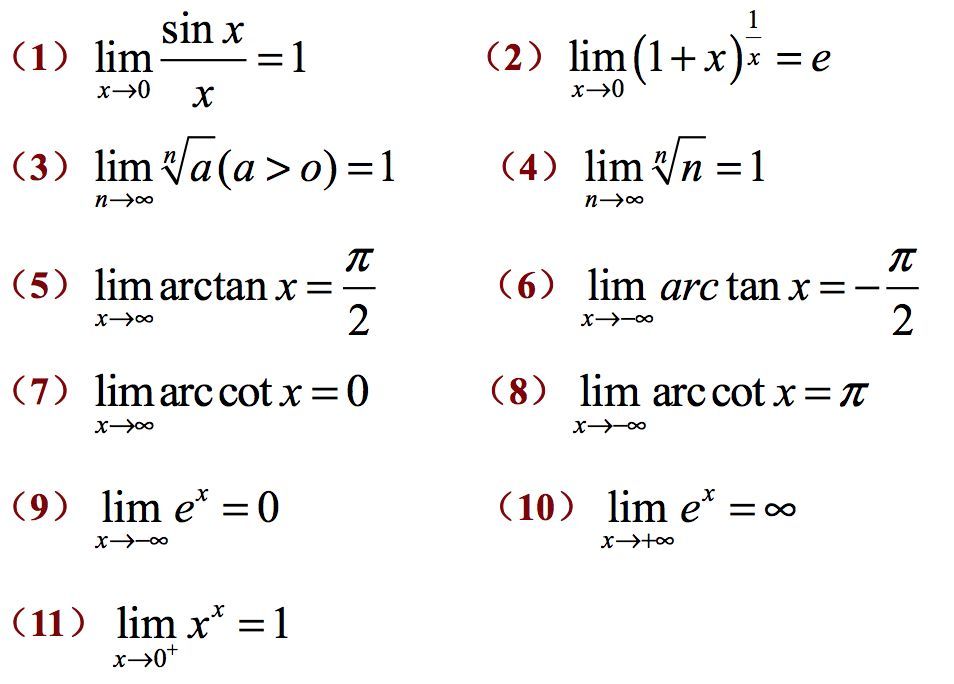 （1） lim_{x→0} sin x / x = 1 （2） lim_{x→0} (1 + x)^{1/x} = e
（3） lim_{n→∞} ⁿ√a (a > o) = 1 （4） lim_{n→∞} ⁿ√n = 1
（5） lim_{x→∞} arctan x = π/2 （6） lim_{x→−∞} arc tan x = −π/2
（7） lim_{x→∞} arc cot x = 0 （8） lim_{x→−∞} arc cot x = π
（9） lim_{x→−∞} e^x = 0 （10） lim_{x→+∞} e^x = ∞
（11） lim_{x→0⁺} x^x = 1